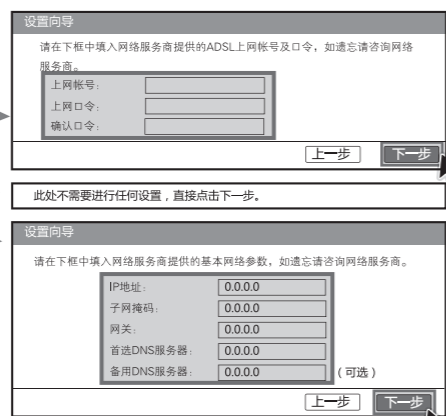 设置向导
请在下框中填入网络服务商提供的ADSL上网帐号及口令，如遗忘请咨询网络
服务商。
上网帐号：
上网口令：
确认口令：
上一步 下一步
此处不需要进行任何设置，直接点击下一步。
设置向导
请在下框中填入网络服务商提供的基本网络参数，如遗忘请咨询网络服务商。
IP地址： 0.0.0.0
子网掩码： 0.0.0.0
网关： 0.0.0.0
首选DNS服务器： 0.0.0.0
备用DNS服务器： 0.0.0.0 （可选）
上一步 下一步